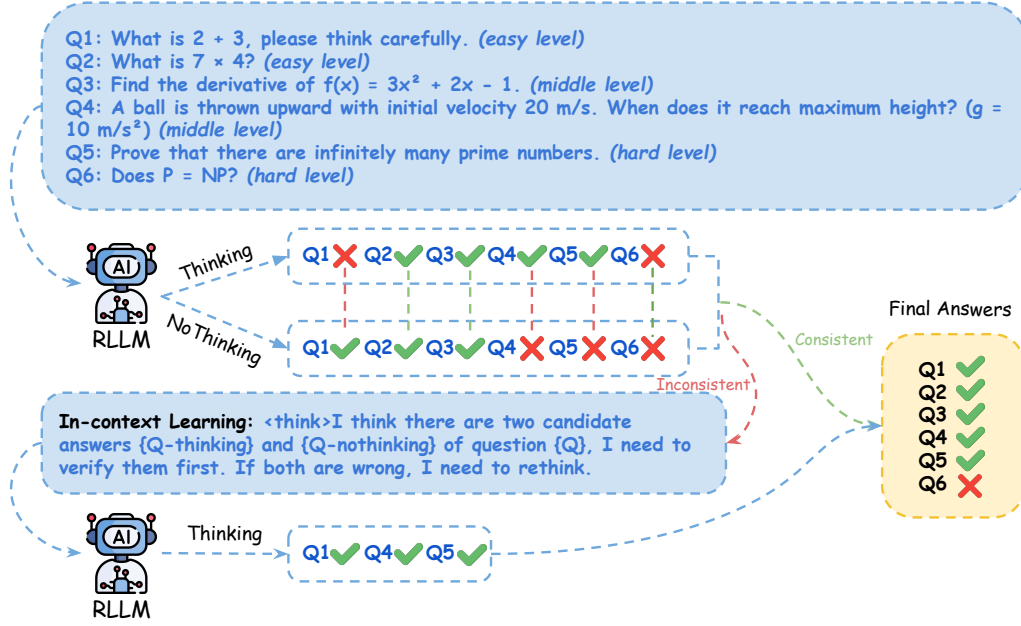 Q1: What is 2 + 3, please think carefully. (easy level)
Q2: What is 7 × 4? (easy level)
Q3: Find the derivative of f(x) = 3x² + 2x - 1. (middle level)
Q4: A ball is thrown upward with initial velocity 20 m/s. When does it reach maximum height? (g =
10 m/s²) (middle level)
Q5: Prove that there are infinitely many prime numbers. (hard level)
Q6: Does P = NP? (hard level)
AI
RLLM
Thinking
NoThinking
Q1 Q2 Q3 Q4 Q5 Q6
Q1 Q2 Q3 Q4 Q5 Q6
Consistent
Inconsistent
Final Answers
Q1
Q2
Q3
Q4
Q5
Q6
In-context Learning: <think>I think there are two candidate
answers {Q-thinking} and {Q-nothinking} of question {Q}, I need to
verify them first. If both are wrong, I need to rethink.
AI
RLLM
Thinking
Q1 Q4 Q5